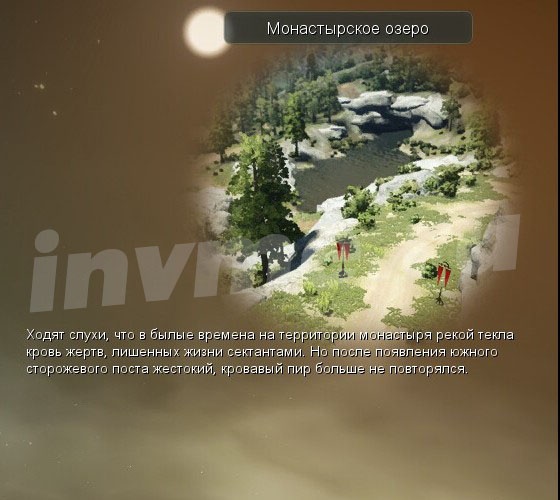 Монастырское озеро
Ходят слухи, что в былые времена на территории монастыря рекой текла
кровь жертв, лишенных жизни сектантами. Но после появления южного
сторожевого поста жестокий, кровавый пир больше не повторялся.